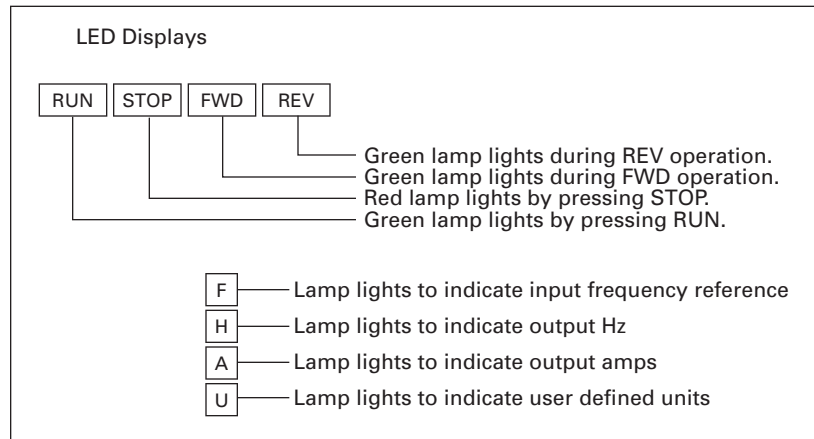 LED Displays
RUN STOP FWD REV
Green lamp lights during REV operation.
Green lamp lights during FWD operation.
Red lamp lights by pressing STOP.
Green lamp lights by pressing RUN.
F Lamp lights to indicate input frequency reference
H Lamp lights to indicate output Hz
A Lamp lights to indicate output amps
U Lamp lights to indicate user defined units